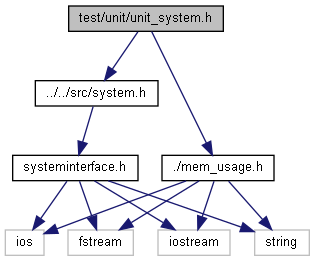 test/unit/unit_system.h
../../src/system.h
systeminterface.h
./mem_usage.h
ios
fstream
iostream
string